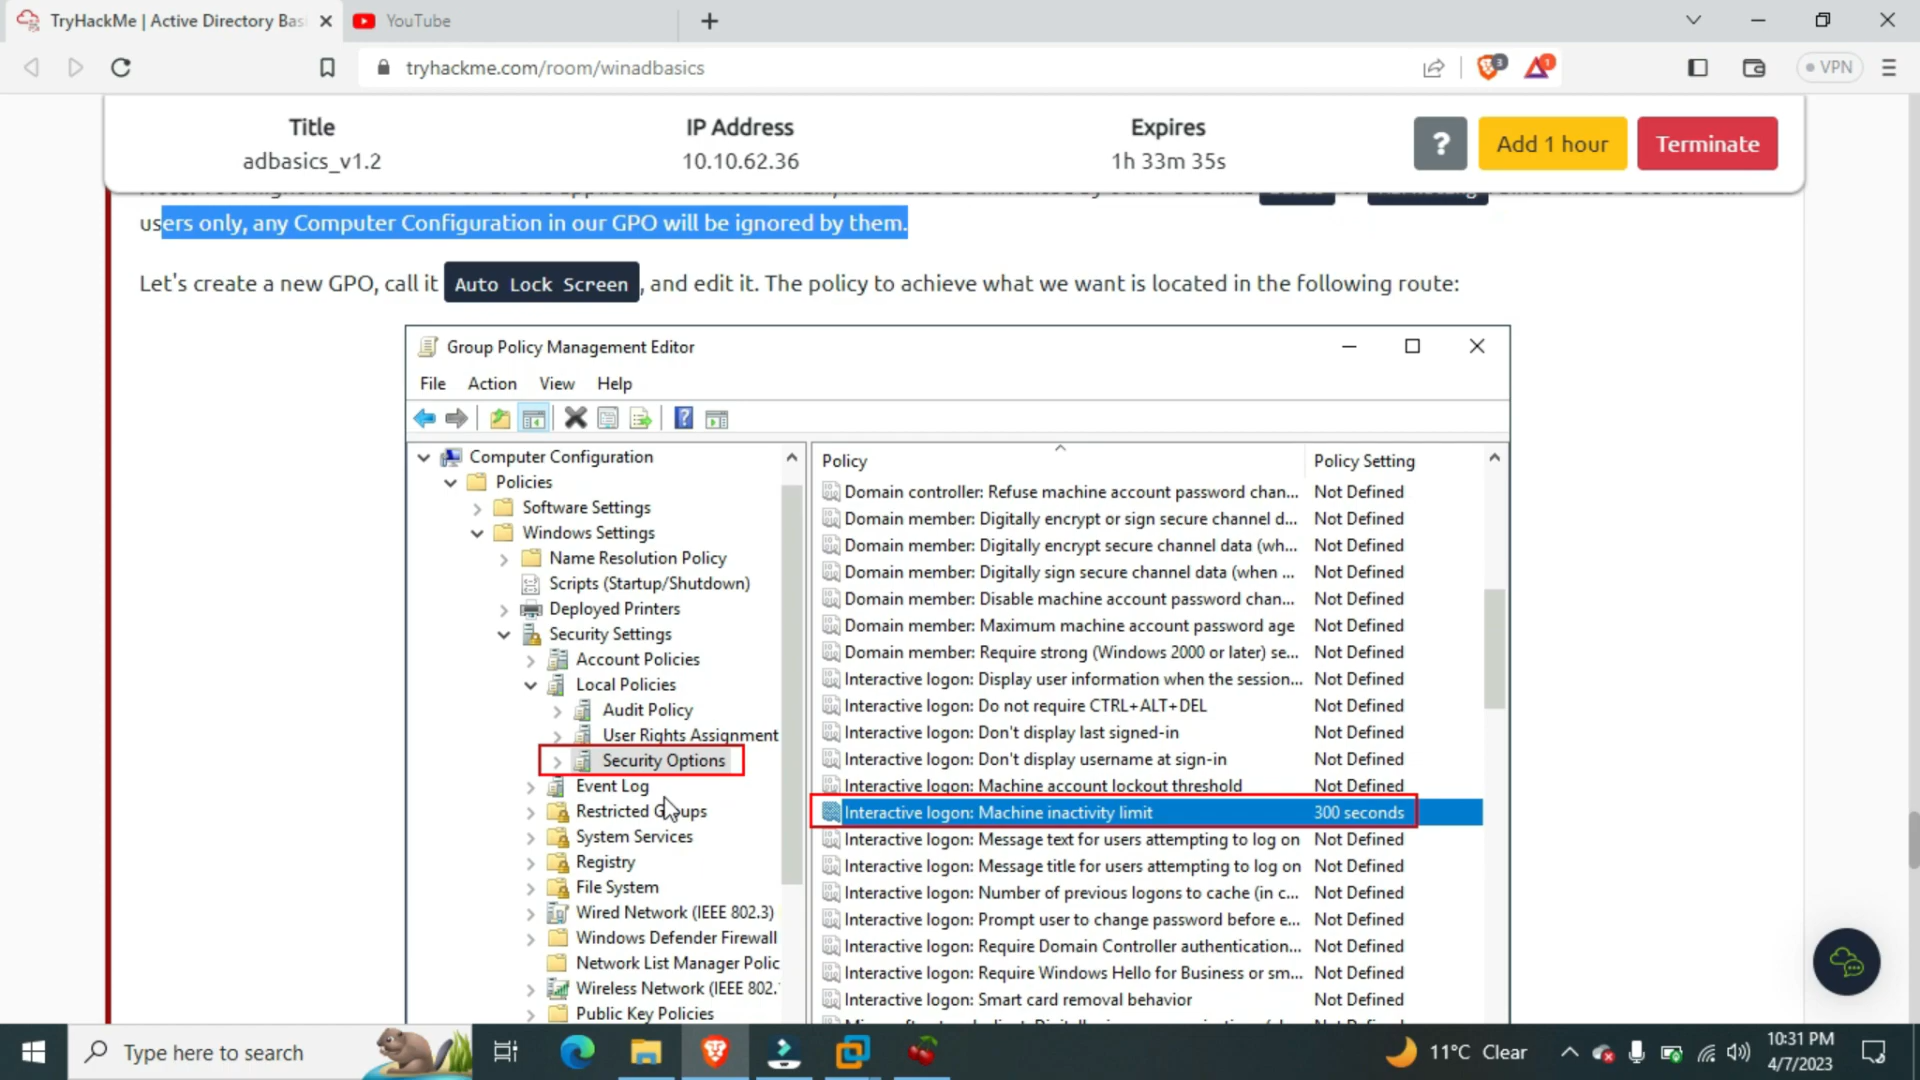 TryHackMe | Active Directory Bas
YouTube
tryhackme.com/room/winadbasics
3
1
VPN
Title
adbasics_v1.2
IP Address
10.10.62.36
Expires
1h 33m 35s
?
Add 1 hour
Terminate
users only, any Computer Configuration in our GPO will be ignored by them.
Let's create a new GPO, call it Auto Lock Screen, and edit it. The policy to achieve what we want is located in the following route:
Group Policy Management Editor
File Action View Help
Computer Configuration
Policies
Software Settings
Windows Settings
Name Resolution Policy
Scripts (Startup/Shutdown)
Deployed Printers
Security Settings
Account Policies
Local Policies
Audit Policy
User Rights Assignment
Security Options
Event Log
Restricted Groups
System Services
Registry
File System
Wired Network (IEEE 802.3)
Windows Defender Firewall
Network List Manager Polic
Wireless Network (IEEE 802.
Public Key Policies
Policy Policy Setting
Domain controller: Refuse machine account password chan... Not Defined
Domain member: Digitally encrypt or sign secure channel d... Not Defined
Domain member: Digitally encrypt secure channel data (wh... Not Defined
Domain member: Digitally sign secure channel data (when ... Not Defined
Domain member: Disable machine account password chan... Not Defined
Domain member: Maximum machine account password age Not Defined
Domain member: Require strong (Windows 2000 or later) se... Not Defined
Interactive logon: Display user information when the session... Not Defined
Interactive logon: Do not require CTRL+ALT+DEL Not Defined
Interactive logon: Don't display last signed-in Not Defined
Interactive logon: Don't display username at sign-in Not Defined
Interactive logon: Machine account lockout threshold Not Defined
Interactive logon: Machine inactivity limit 300 seconds
Interactive logon: Message text for users attempting to log on Not Defined
Interactive logon: Message title for users attempting to log on Not Defined
Interactive logon: Number of previous logons to cache (in c... Not Defined
Interactive logon: Prompt user to change password before e... Not Defined
Interactive logon: Require Domain Controller authentication... Not Defined
Interactive logon: Require Windows Hello for Business or sm... Not Defined
Interactive logon: Smart card removal behavior Not Defined
Type here to search
11°C Clear
10:31 PM
4/7/2023